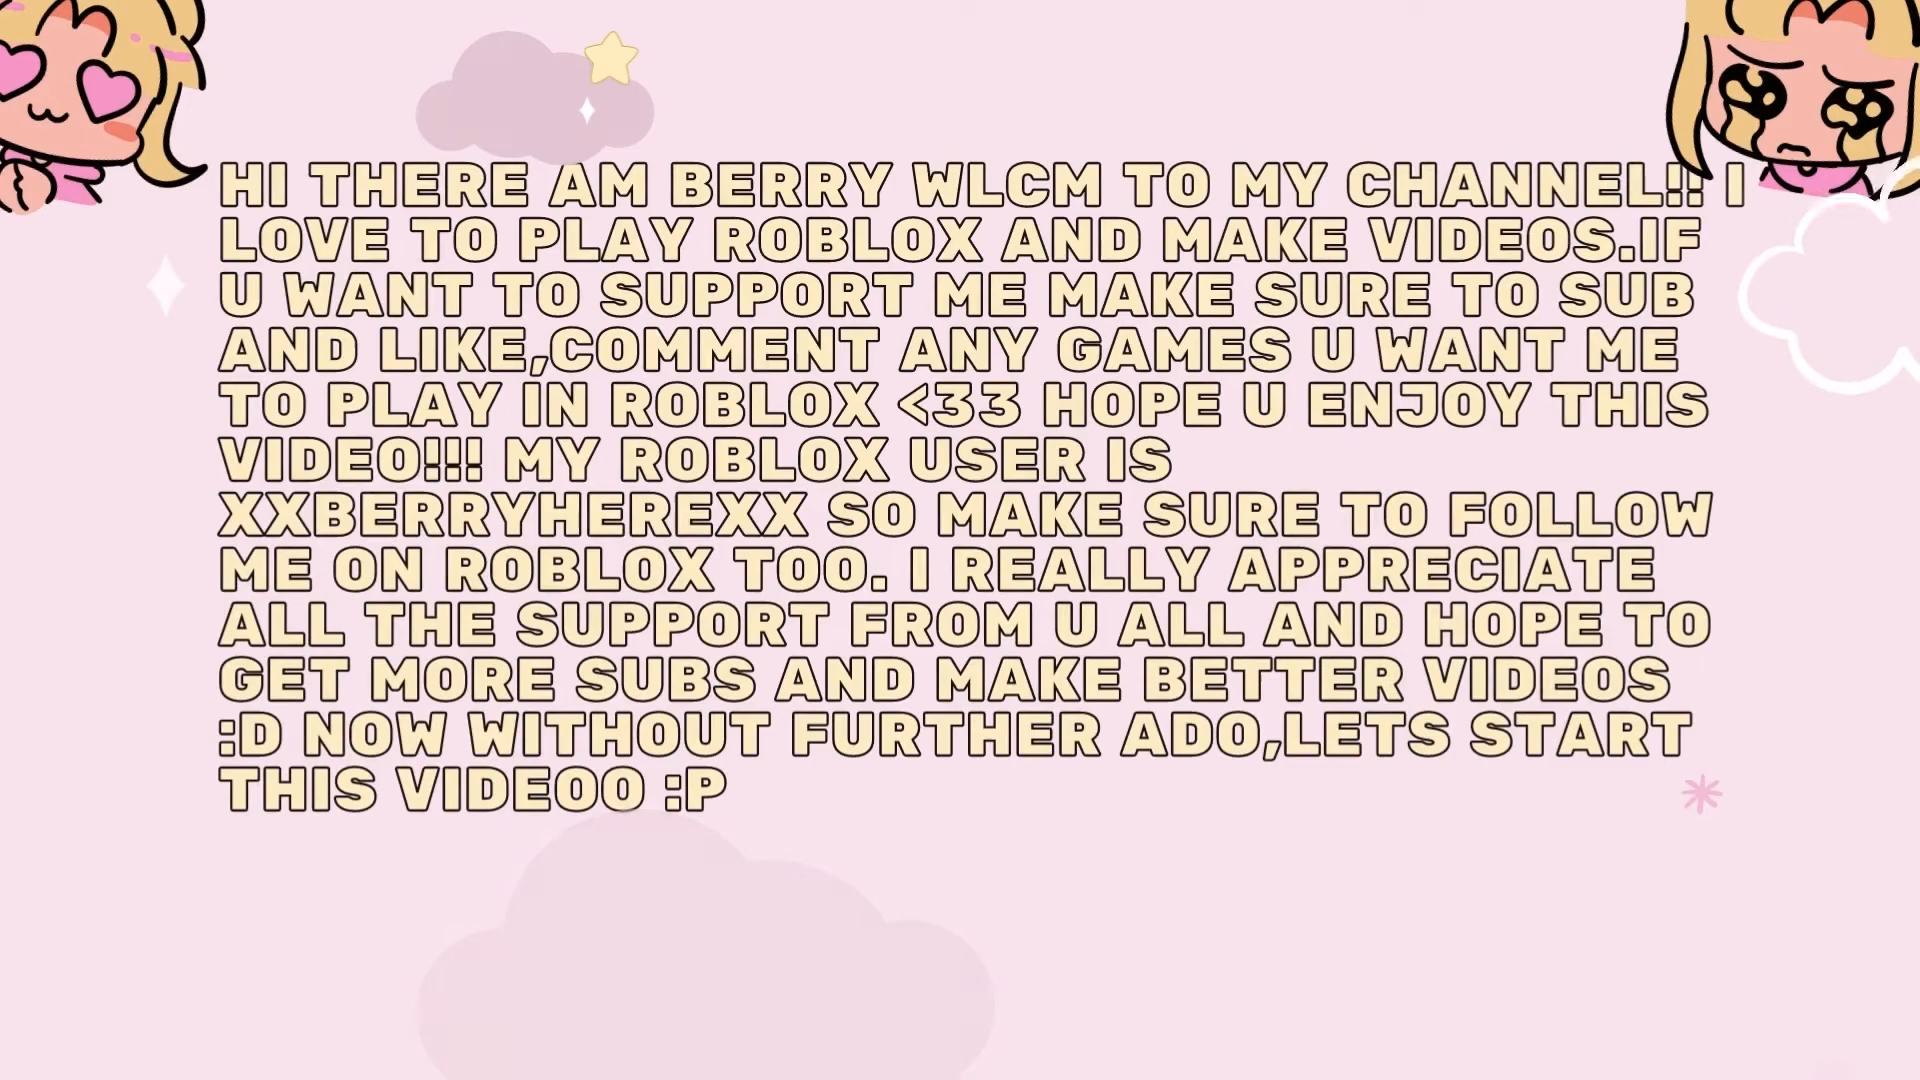 HI THERE AM BERRY WLCM TO MY CHANNEL!! I
LOVE TO PLAY ROBLOX AND MAKE VIDEOS.IF
U WANT TO SUPPORT ME MAKE SURE TO SUB
AND LIKE,COMMENT ANY GAMES U WANT ME
TO PLAY IN ROBLOX <33 HOPE U ENJOY THIS
VIDEO!!! MY ROBLOX USER IS
XXBERRYHEREXX SO MAKE SURE TO FOLLOW
ME ON ROBLOX TOO. I REALLY APPRECIATE
ALL THE SUPPORT FROM U ALL AND HOPE TO
GET MORE SUBS AND MAKE BETTER VIDEOS
:D NOW WITHOUT FURTHER ADO,LETS START
THIS VIDEOO :P